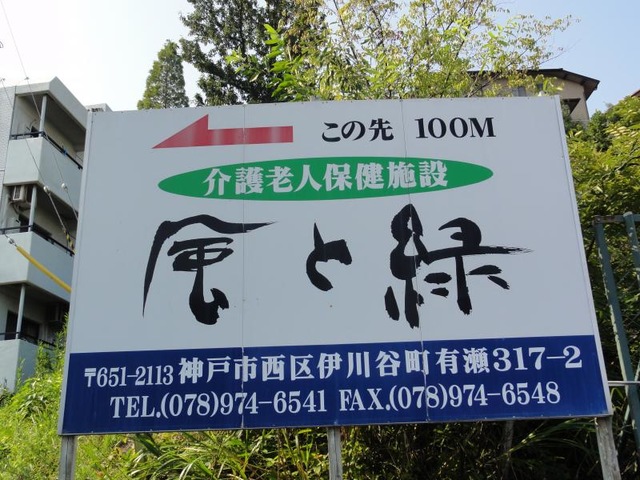 この先 100M
介護老人保健施設
風と緑
〒651-2113 神戸市西区伊川谷町有瀬317-2
TEL.(078)974-6541 FAX.(078)974-6548